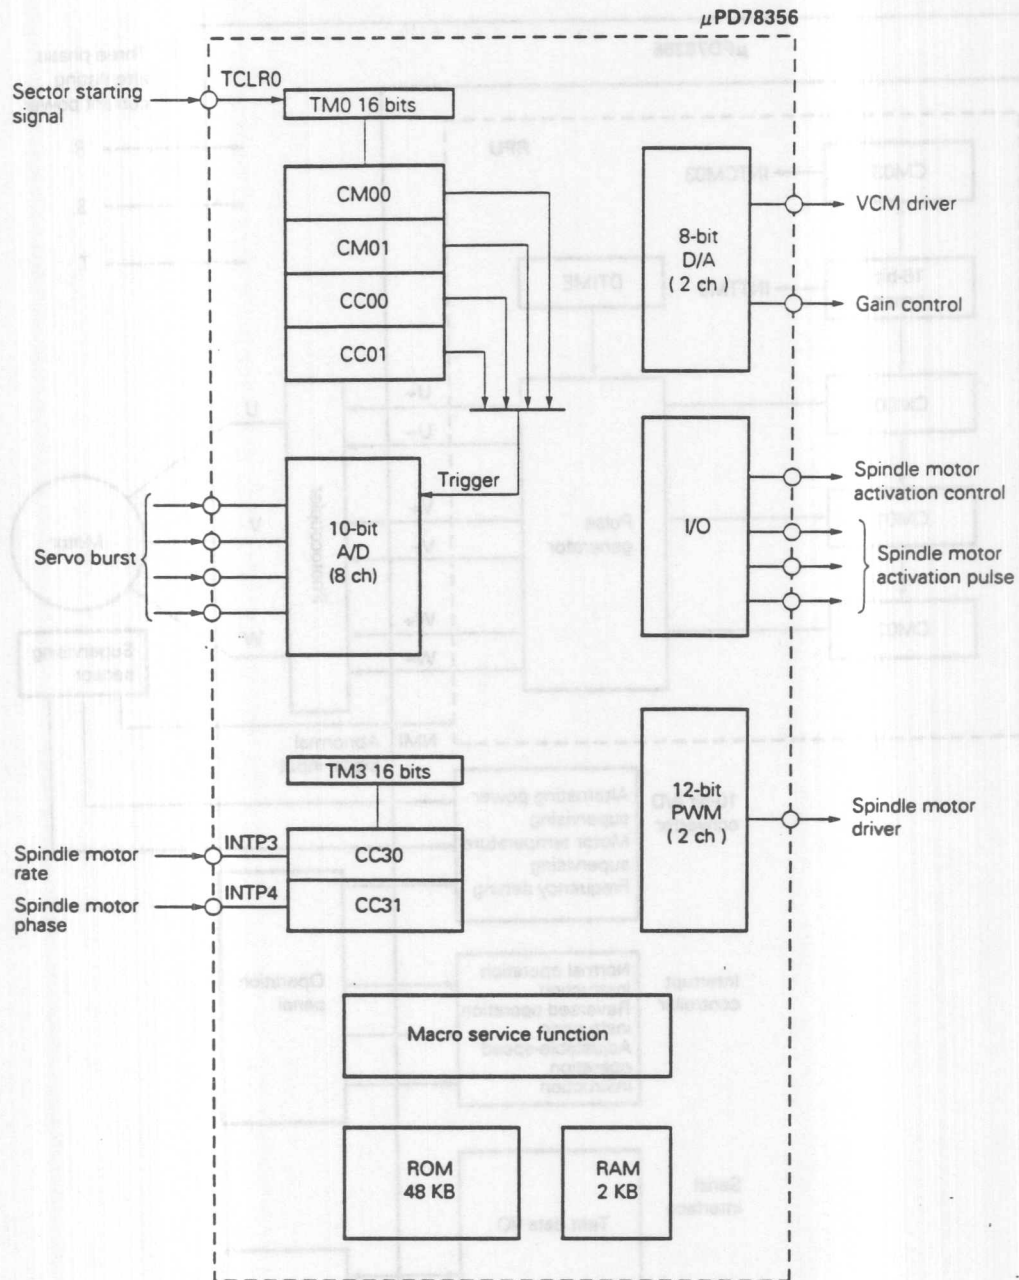 μPD78356
TCLR0
Sector starting
signal
TM0 16 bits
CM00
CM01
CC00
CC01
8-bit
D/A
( 2 ch )
VCM driver
Gain control
Trigger
10-bit
A/D
(8 ch)
Servo burst
I/O
Spindle motor
activation control
Spindle motor
activation pulse
TM3 16 bits
12-bit
PWM
( 2 ch )
Spindle motor
driver
INTP3
Spindle motor
rate
CC30
INTP4
Spindle motor
phase
CC31
Macro service function
ROM
48 KB
RAM
2 KB